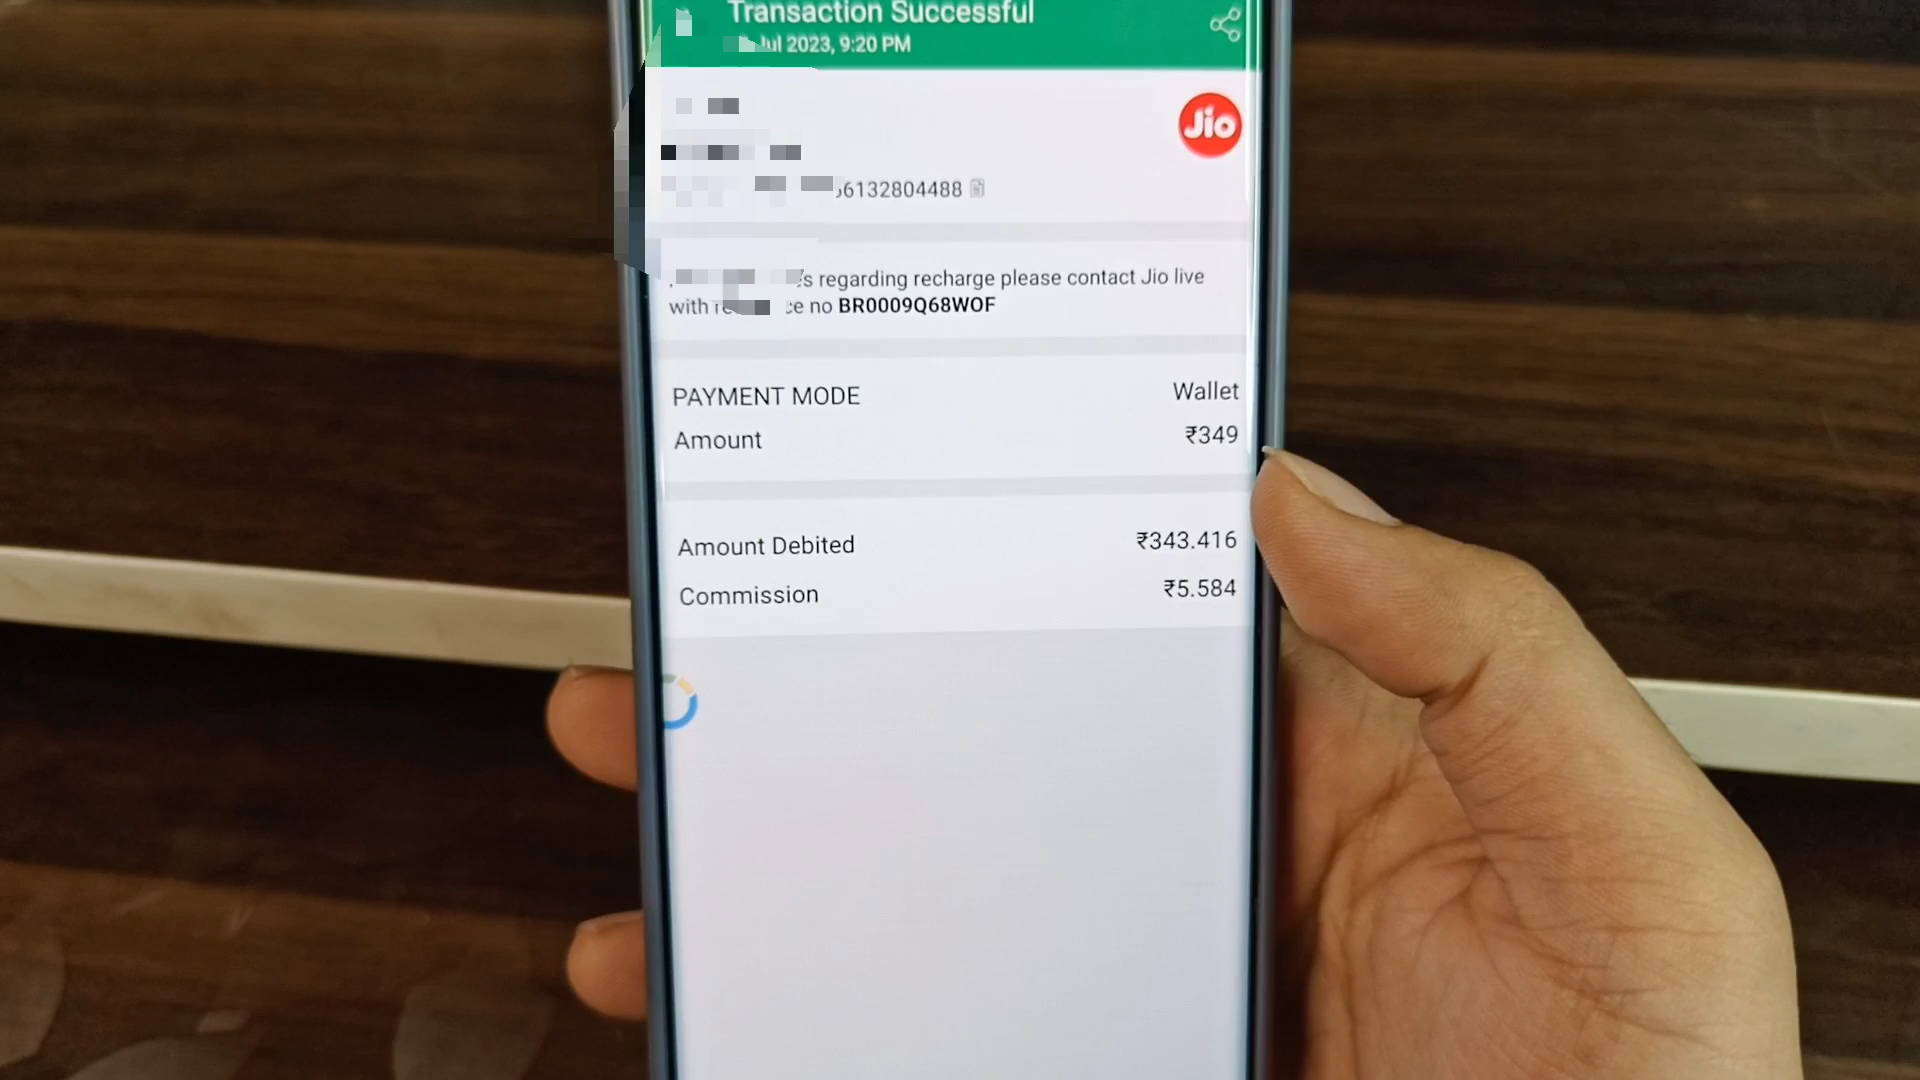 Transaction Successful
Jul 2023, 9:20 PM
Jio
6132804488
regarding recharge please contact Jio live
with no BR0009Q68WOF
PAYMENT MODE Wallet
Amount ₹349
Amount Debited ₹343.416
Commission ₹5.584